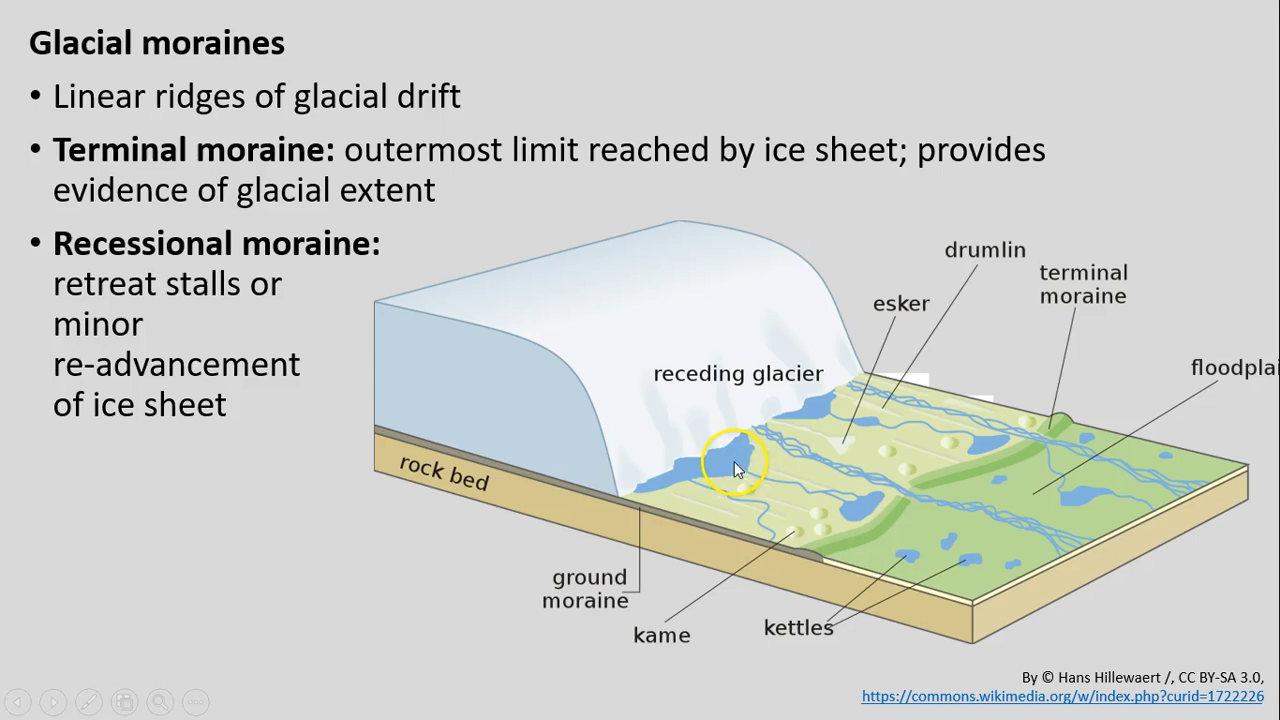 Glacial moraines
• Linear ridges of glacial drift
• Terminal moraine: outermost limit reached by ice sheet; provides
evidence of glacial extent
• Recessional moraine:
retreat stalls or
minor
re-advancement
of ice sheet
drumlin
terminal
moraine
esker
floodplai
receding glacier
rock bed
ground
moraine
kame
kettles
By © Hans Hillewaert /, CC BY-SA 3.0,
https://commons.wikimedia.org/w/index.php?curid=1722226